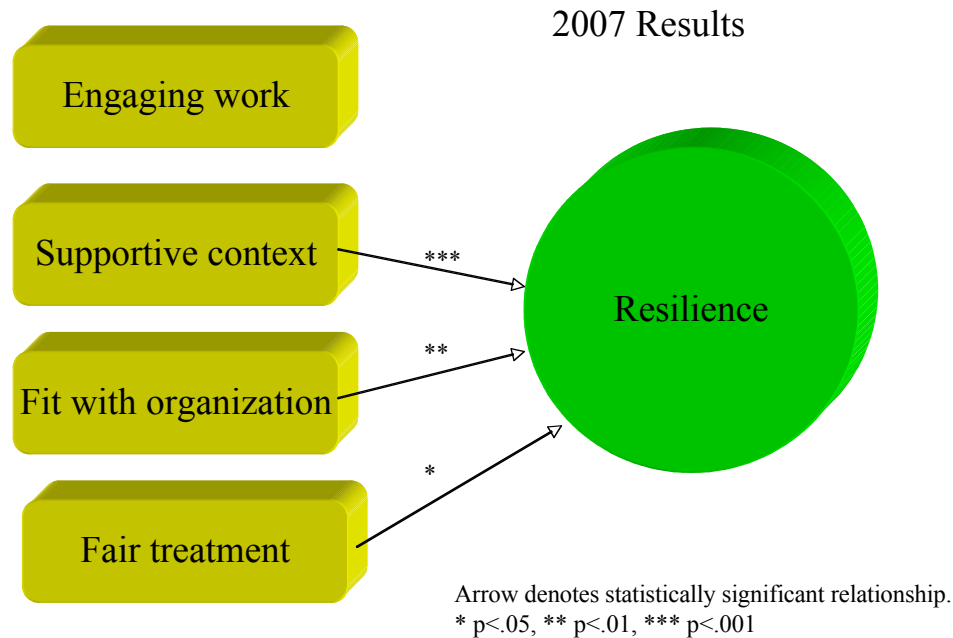 2007 Results
Engaging work
Supportive context
***
Resilience
**
Fit with organization
*
Fair treatment
Arrow denotes statistically significant relationship.
* p<.05, ** p<.01, *** p<.001